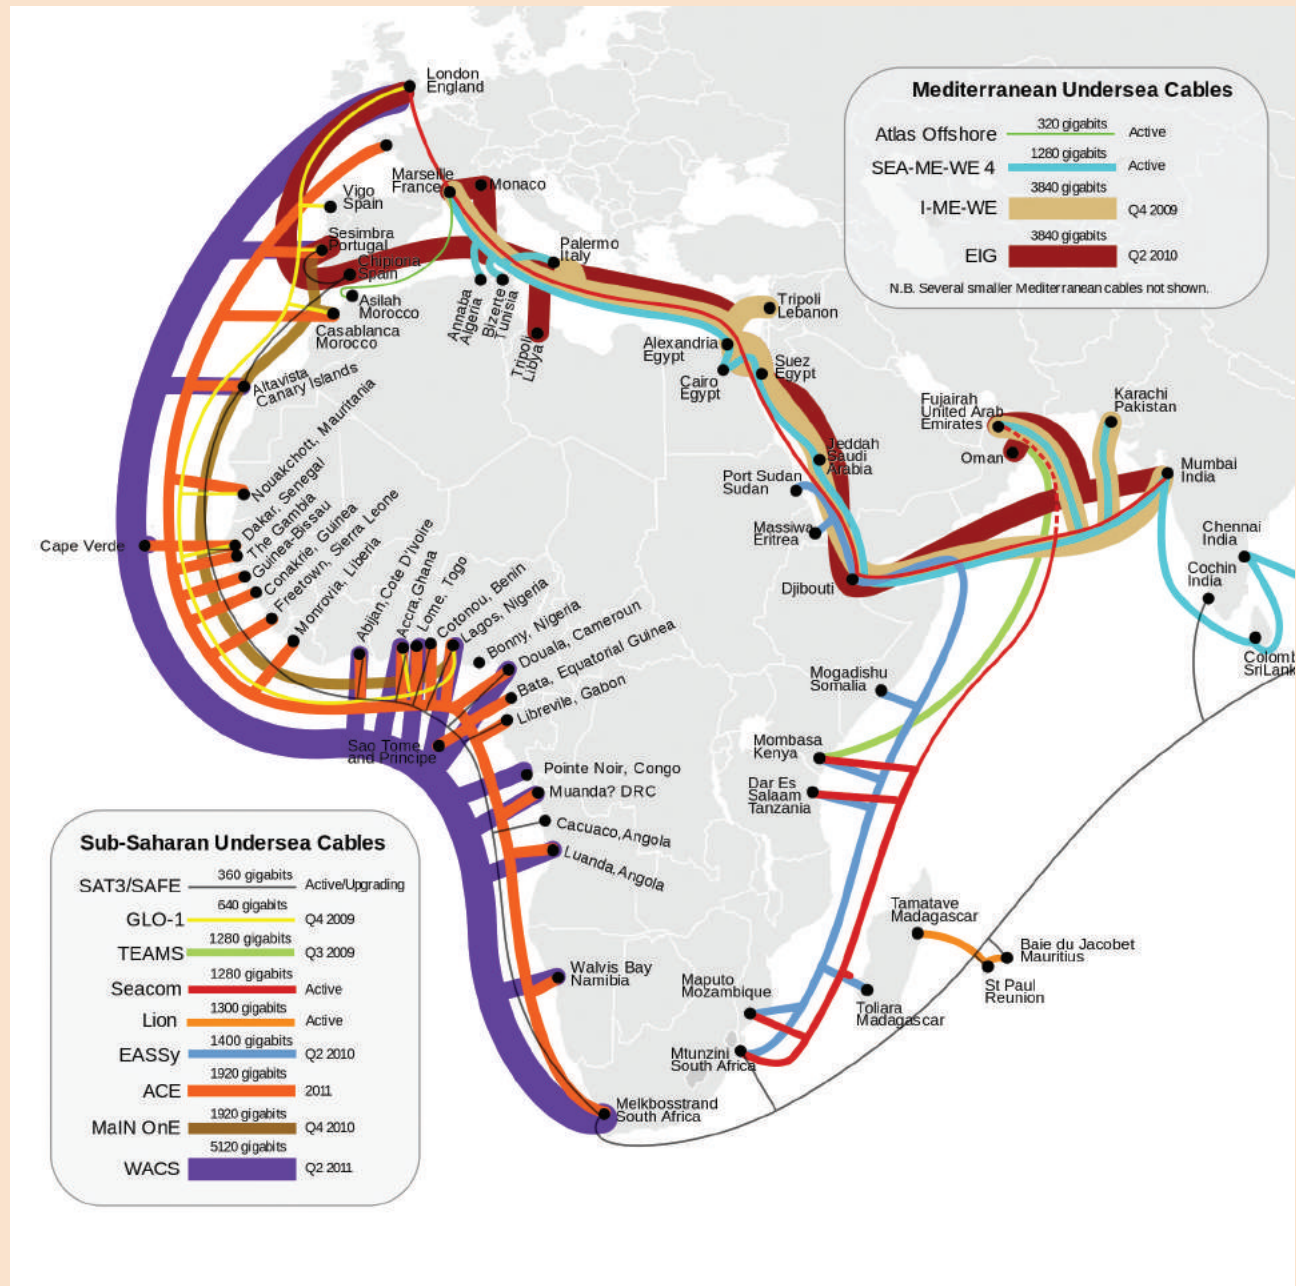 London
England
Marseille
France
Monaco
Vigo
Spain
Sesimbra
Portugal
Chipiona
Spain
Palermo
Italy
Asilah
Morocco
Casablanca
Morocco
Annaba
Algeria
Bizerte
Tunisia
Tripoli
Libya
Tripoli
Lebanon
Alexandria
Egypt
Cairo
Egypt
Suez
Egypt
Altavista
Canary Islands
Mediterranean Undersea Cables
Atlas Offshore 320 gigabits Active
SEA-ME-WE 4 1280 gigabits Active
I-ME-WE 3840 gigabits Q4 2009
EIG 3840 gigabits Q2 2010
N.B. Several smaller Mediterranean cables not shown.
Fujairah
United Arab
Emirates
Oman
Karachi
Pakistan
Mumbai
India
Jeddah
Saudi
Arabia
Port Sudan
Sudan
Massiwa
Eritrea
Djibouti
Chennai
India
Cochin
India
Colomb
SriLank
Nouakchott, Mauritania
Cape Verde
Dakar, Senegal
The Gambia
Guinea-Bissau
Conakrie, Guinea
Freetown, Sierra Leone
Monrovia, Liberia
Abijan, Cote D'Ivoire
Accra, Ghana
Lome, Togo
Cotonou, Benin
Lagos, Nigeria
Bonny, Nigeria
Douala, Cameroun
Bata, Equatorial Guinea
Librevile, Gabon
Sao Tome
and Principe
Pointe Noir, Congo
Muanda? DRC
Cacuaco, Angola
Luanda, Angola
Mogadishu
Somalia
Mombasa
Kenya
Dar Es
Salaam
Tanzania
Walvis Bay
Namibia
Maputo
Mozambique
Tamatave
Madagascar
Baie du Jacobet
Mauritius
St Paul
Reunion
Toliara
Madagascar
Mtunzini
South Africa
Melkbosstrand
South Africa
Sub-Saharan Undersea Cables
SAT3/SAFE 360 gigabits Active/Upgrading
GLO-1 640 gigabits Q4 2009
TEAMS 1280 gigabits Q3 2009
Seacom 1280 gigabits Active
Lion 1300 gigabits Active
EASSy 1400 gigabits Q2 2010
ACE 1920 gigabits 2011
MaIN OnE 1920 gigabits Q4 2010
WACS 5120 gigabits Q2 2011